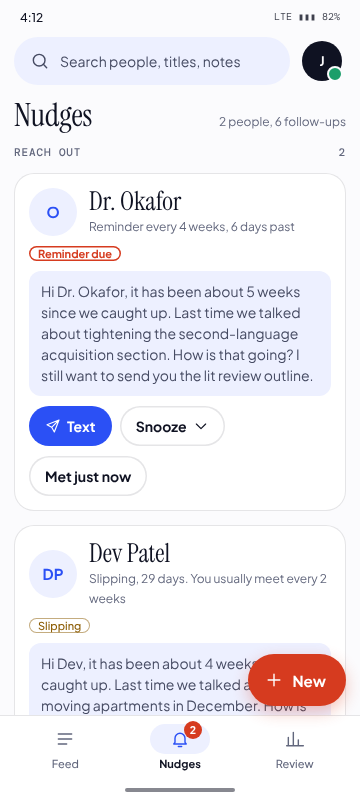 4:12
LTE 82%
Search people, titles, notes
J
Nudges
2 people, 6 follow-ups
REACH OUT
2
O
Dr. Okafor
Reminder every 4 weeks, 6 days past
Reminder due
Hi Dr. Okafor, it has been about 5 weeks
since we caught up. Last time we talked
about tightening the second-language
acquisition section. How is that going? I
still want to send you the lit review outline.
Text
Snooze
Met just now
DP
Dev Patel
Slipping, 29 days. You usually meet every 2
weeks
Slipping
Hi Dev, it has been about 4 weeks
caught up. Last time we talked
moving apartments in December. How is
New
2
Feed
Nudges
Review